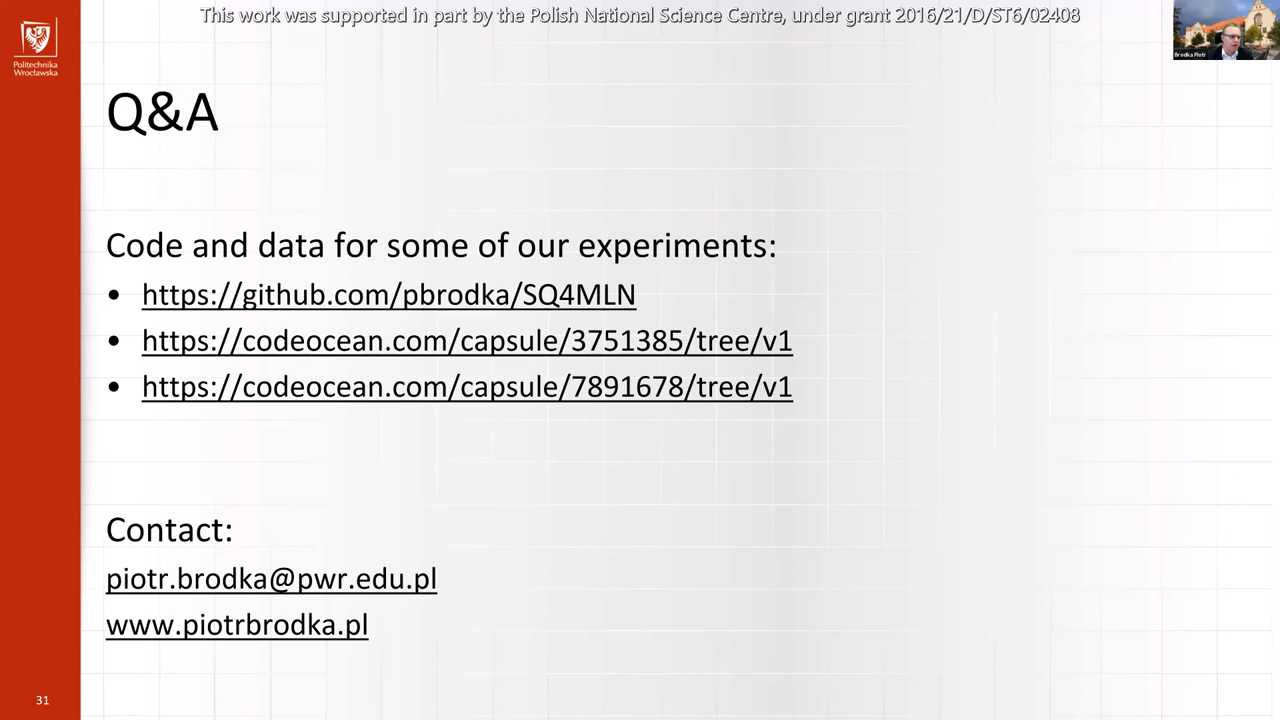 This work was supported in part by the Polish National Science Centre, under grant 2016/21/D/ST6/02408
Politechnika
Wrocławska
Brodka Piotr
Q&A
Code and data for some of our experiments:
• https://github.com/pbrodka/SQ4MLN
• https://codeocean.com/capsule/3751385/tree/v1
• https://codeocean.com/capsule/7891678/tree/v1
Contact:
piotr.brodka@pwr.edu.pl
www.piotrbrodka.pl
31